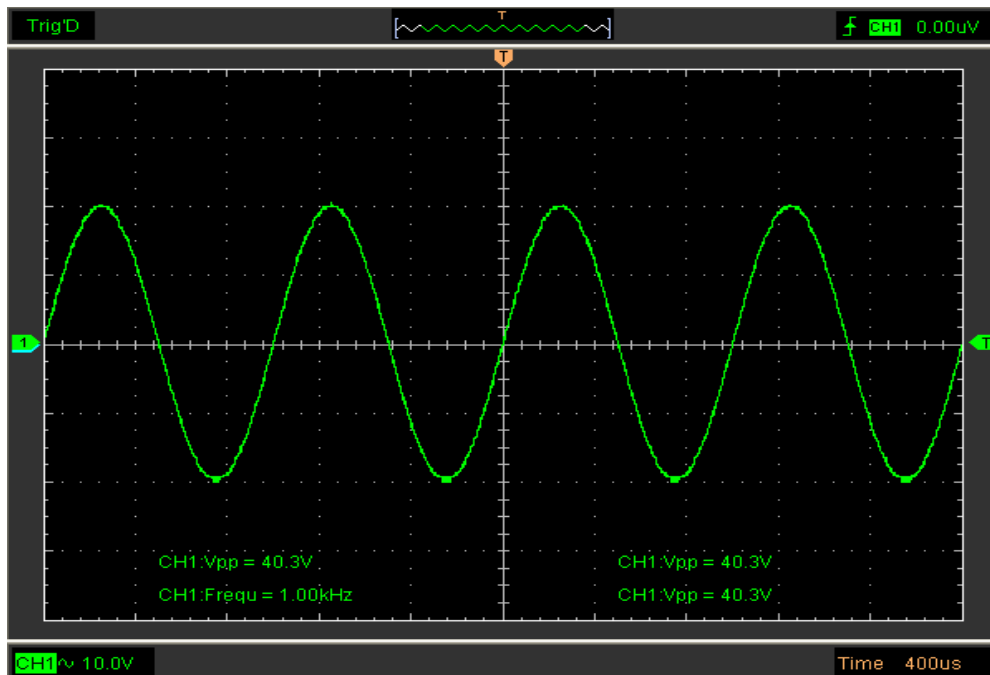 Trig'D
T
CH1 0.00uV
T
1
T
CH1:Vpp = 40.3V
CH1:Vpp = 40.3V
CH1:Frequ = 1.00kHz
CH1:Vpp = 40.3V
CH1 10.0V
Time 400us